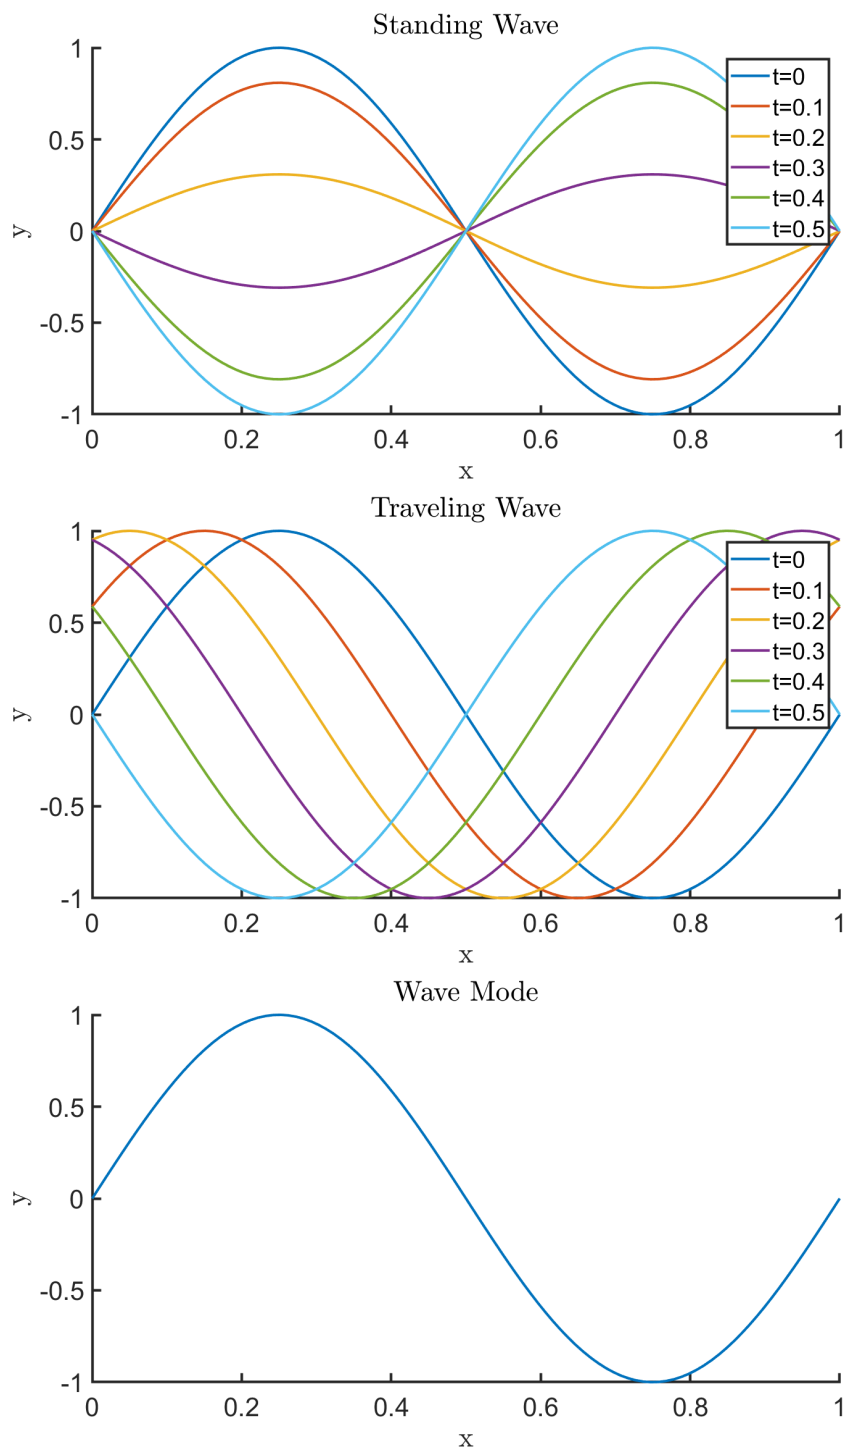 Standing Wave
1
0.5
0
-0.5
-1
y
t=0
t=0.1
t=0.2
t=0.3
t=0.4
t=0.5
0 0.2 0.4 0.6 0.8 1
x
Traveling Wave
1
0.5
0
-0.5
-1
y
t=0
t=0.1
t=0.2
t=0.3
t=0.4
t=0.5
0 0.2 0.4 0.6 0.8 1
x
Wave Mode
1
0.5
0
-0.5
-1
y
0 0.2 0.4 0.6 0.8 1
x